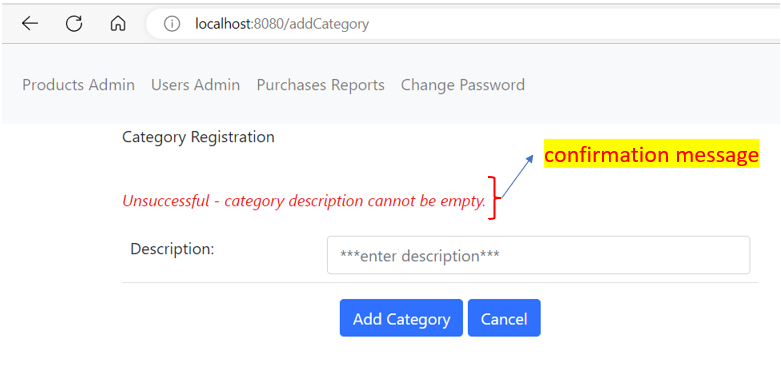 localhost:8080/addCategory
Products Admin Users Admin Purchases Reports Change Password
Category Registration
confirmation message
Unsuccessful - category description cannot be empty.
Description: ***enter description***
Add Category Cancel